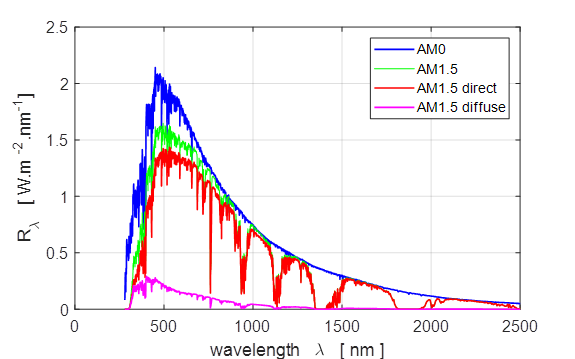 2.5
2
1.5
1
0.5
0
R_λ [ W.m⁻².nm⁻¹]
AM0
AM1.5
AM1.5 direct
AM1.5 diffuse
0 500 1000 1500 2000 2500
wavelength λ [ nm ]